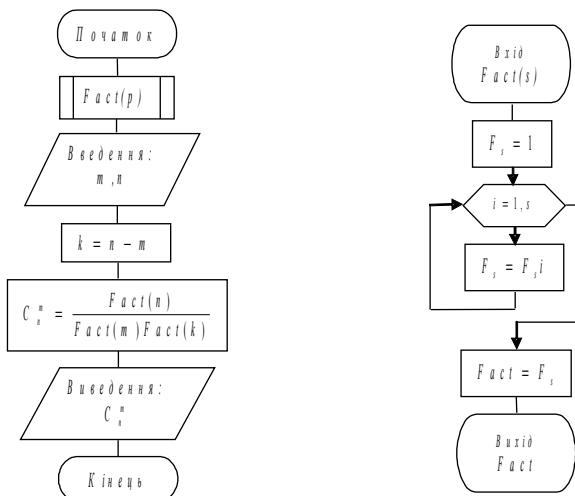 Початок
Fact(p)
Введення:
m,n
k = n − m
C_n^m = Fact(n) / Fact(m)Fact(k)
Виведення:
C_n^m
Кінець
Вхід
Fact(s)
F_s = 1
i = 1, s
F_s = F_s i
Fact = F_s
Вихід
Fact